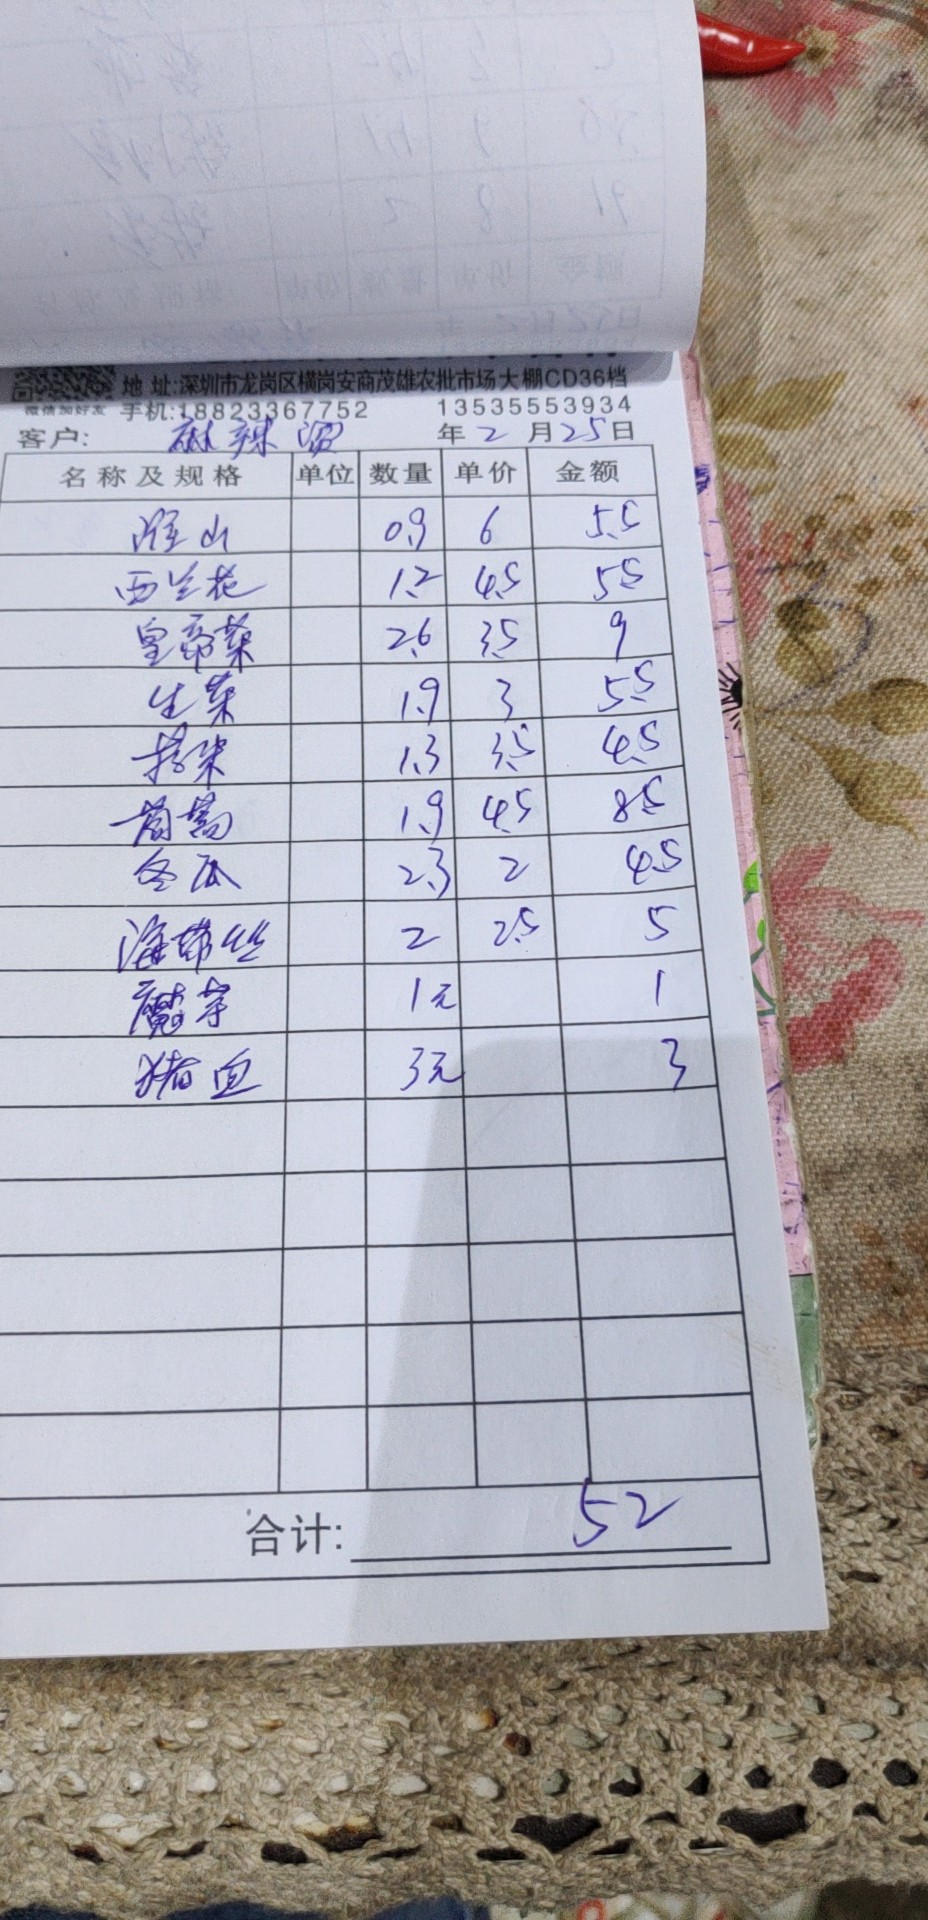 地 址:深圳市龙岗区横岗安商茂雄农批市场大棚CD36档
微信加好友 手机:18823367752 13535553934
客户: 麻辣烫 年 2 月 25 日
名称及规格 单位 数量 单价 金额
淮山 0.9 6 5.5
西兰花 1.2 4.5 5.5
皇帝菜 2.6 3.5 9
生菜 1.9 3 5.5
1.3 3.5 4.5
茼蒿 1.9 4.5 8.5
冬瓜 2.3 2 4.5
海带丝 2 2.5 5
魔芋 1元 1
猪血 3元 3
合计: 52